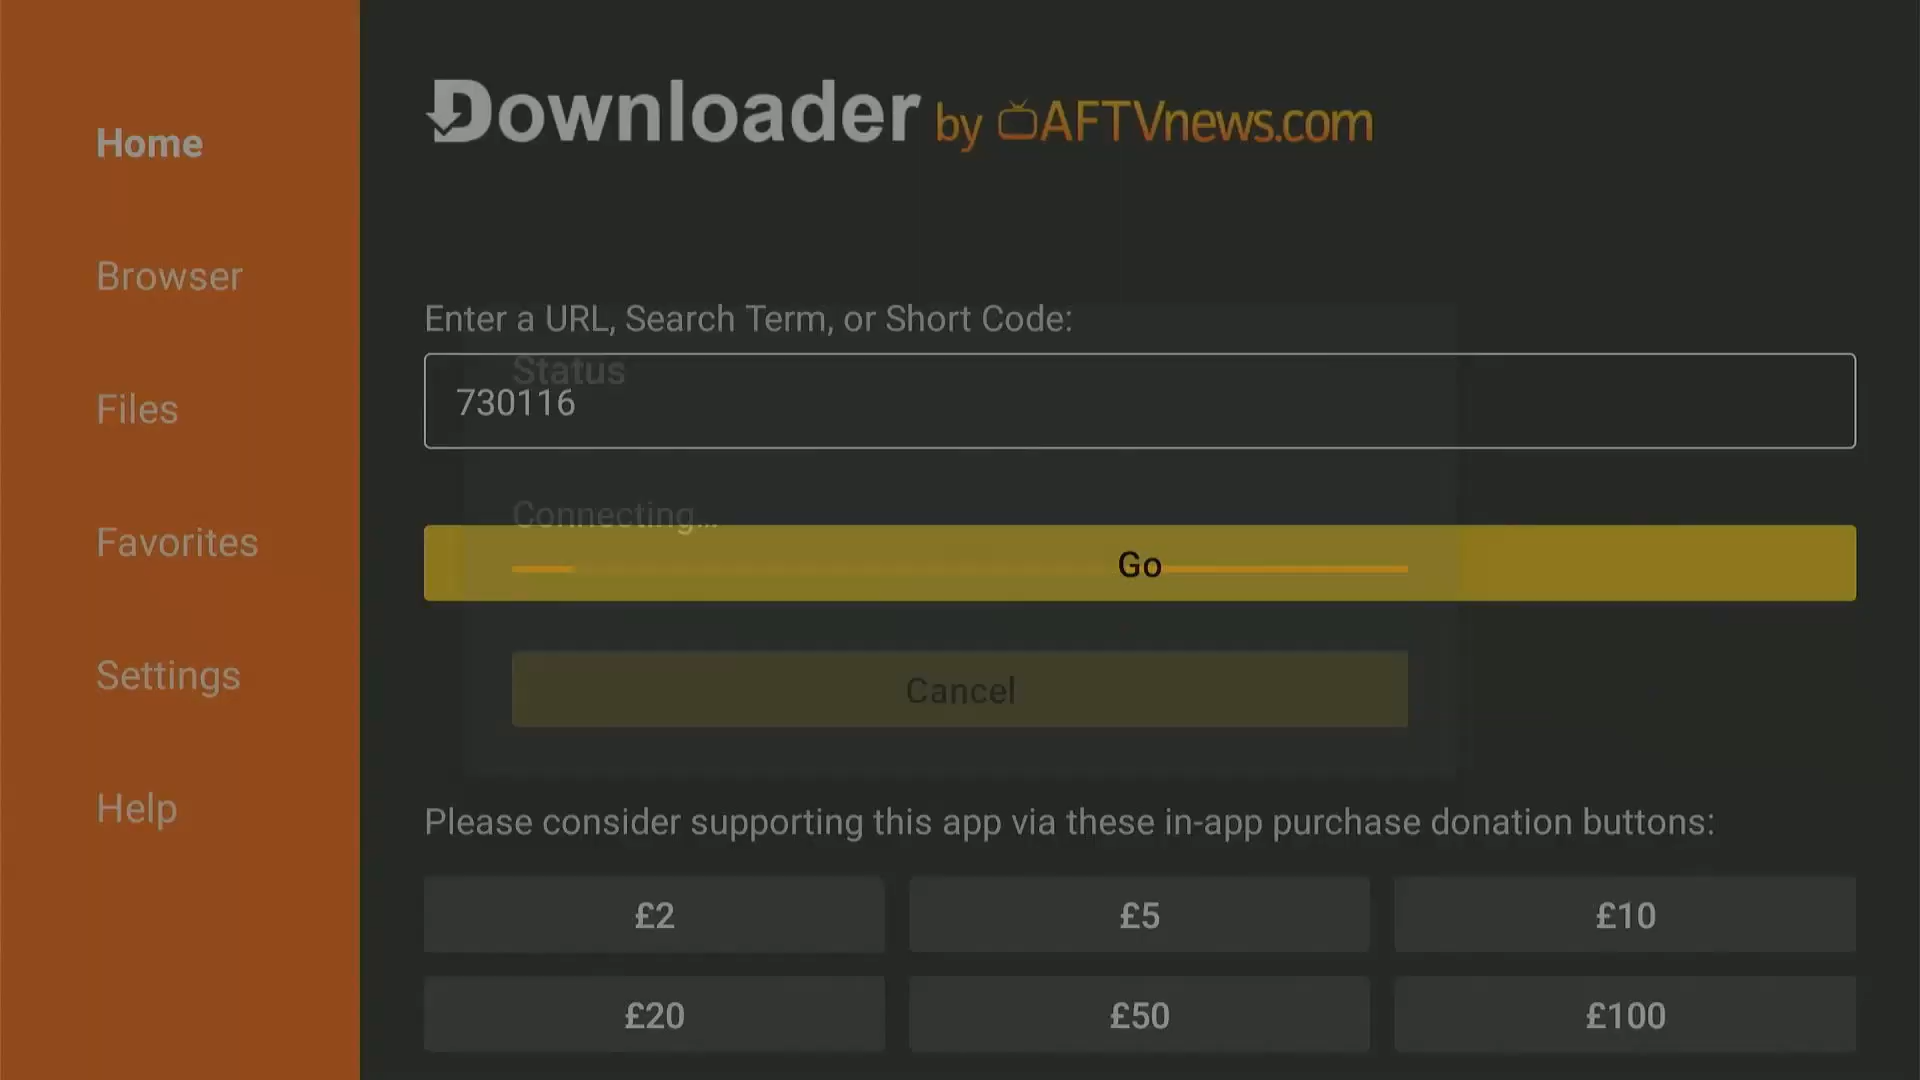 Home
Browser
Files
Favorites
Settings
Help
Downloader by AFTVnews.com
Enter a URL, Search Term, or Short Code:
Status
730116
Connecting...
Go
Cancel
Please consider supporting this app via these in-app purchase donation buttons:
£2 £5 £10
£20 £50 £100